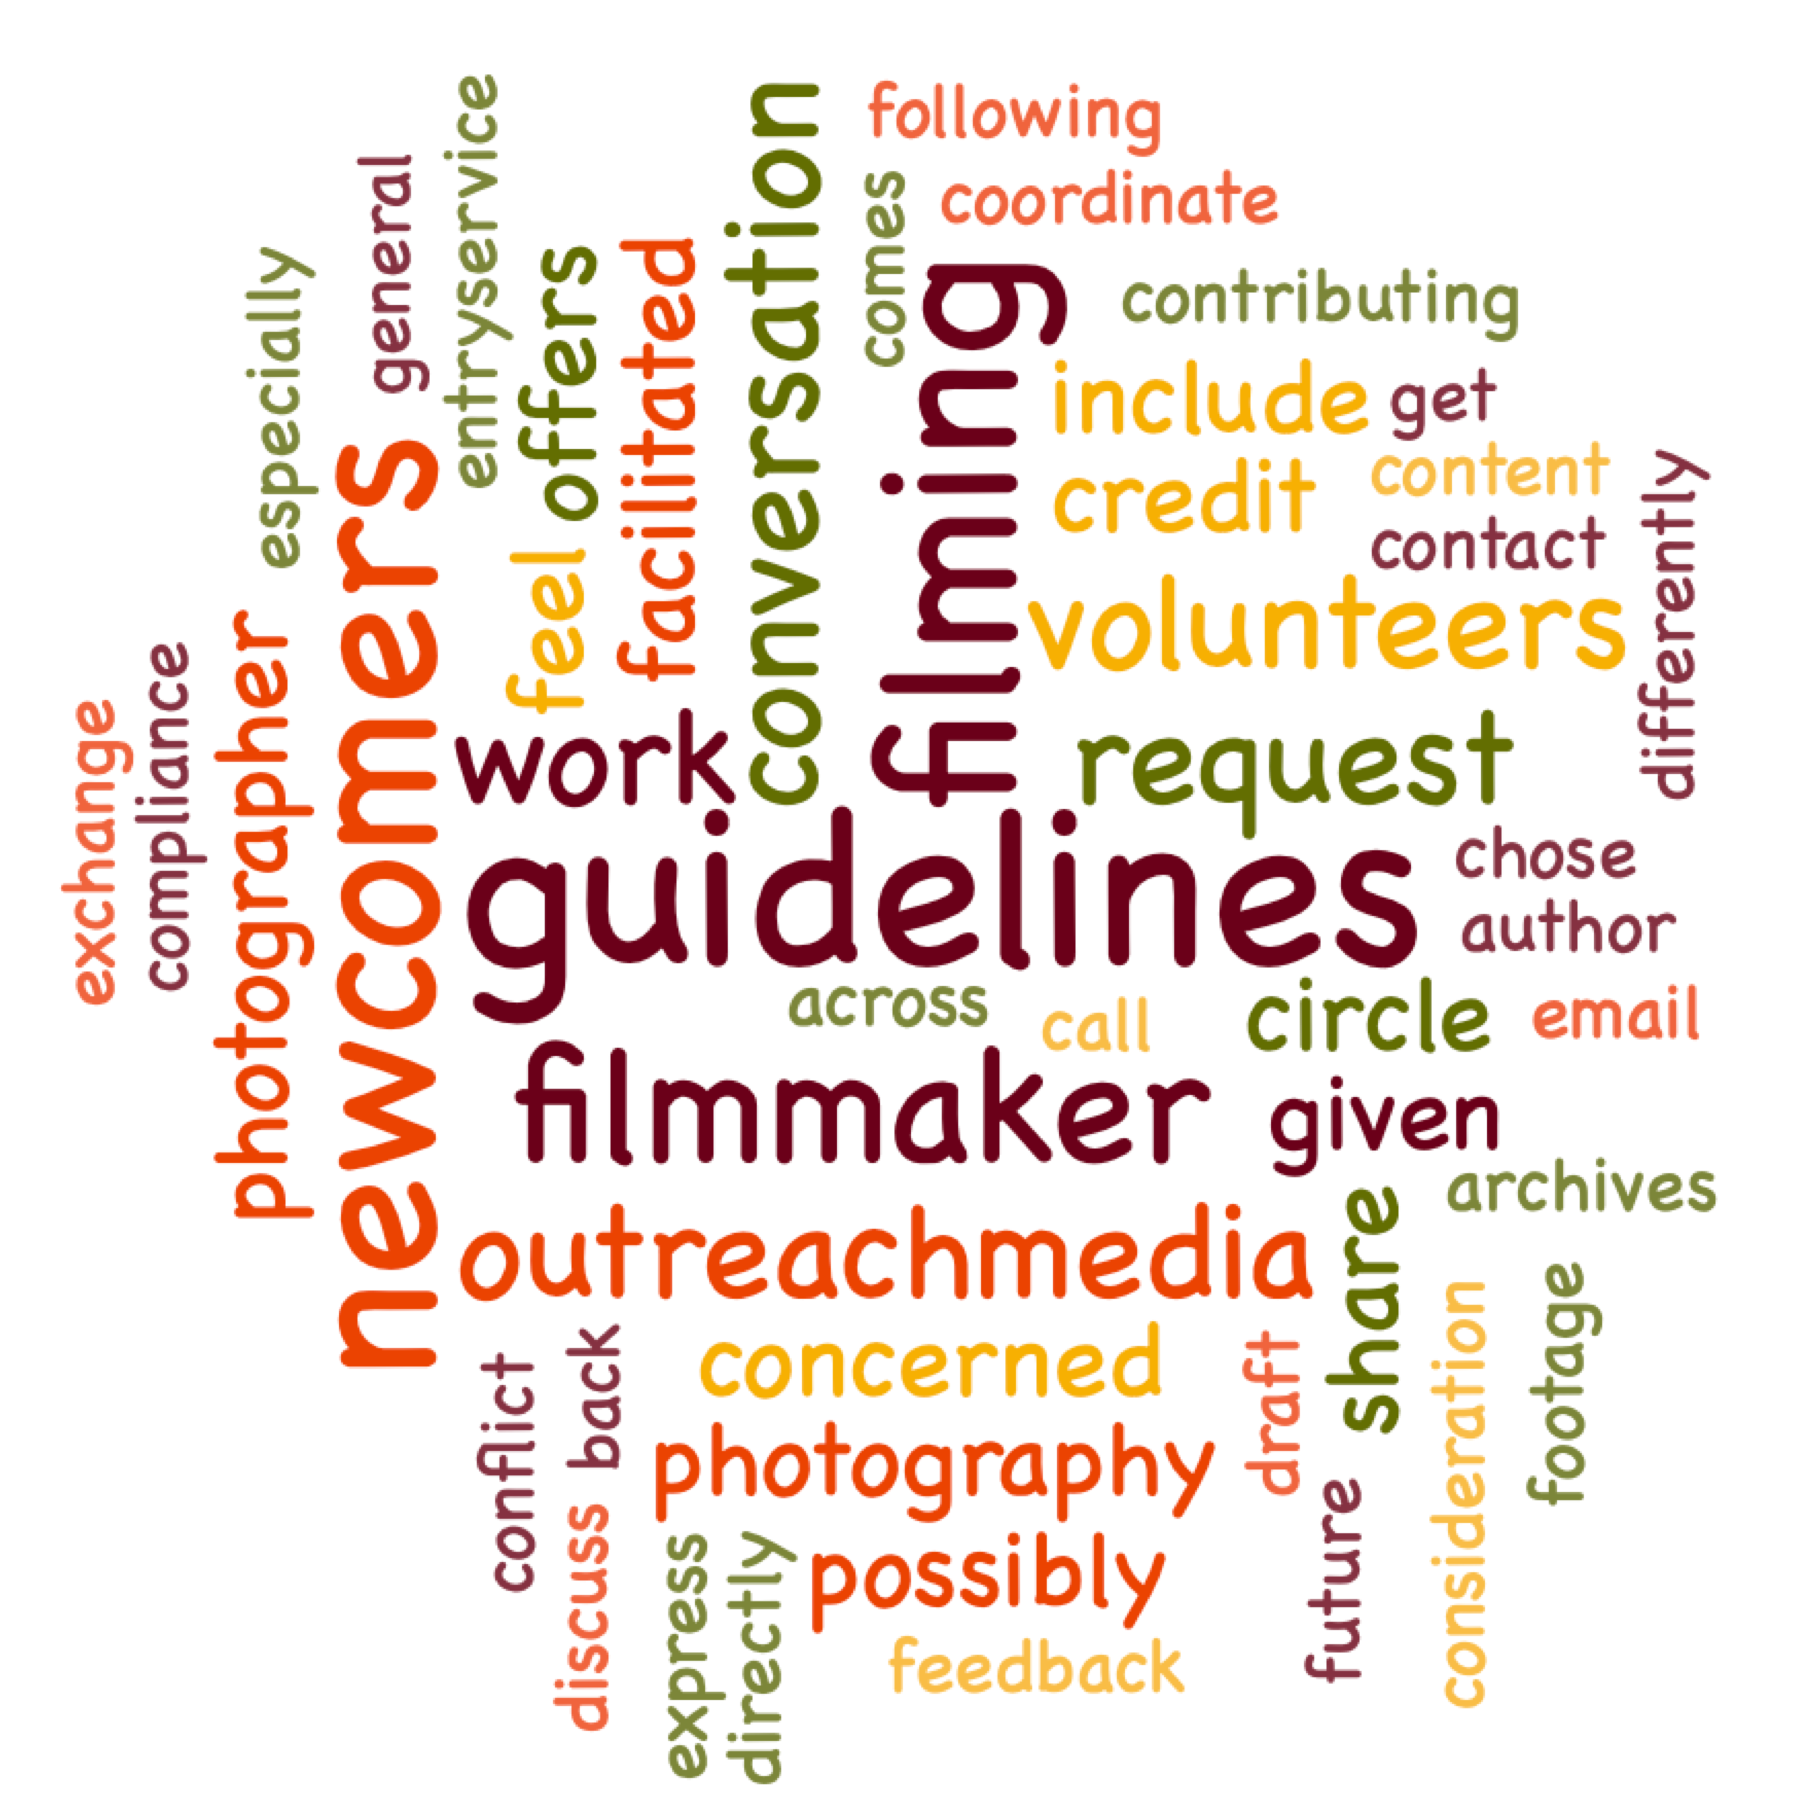 following
coordinate
comes
contributing
conversation
filming
include
get
credit
content
contact
differently
volunteers
entryservice
general
especially
offers
facilitated
feel
newcomers
photographer
compliance
exchange
work
request
guidelines
chose
author
across
call
circle
email
filmmaker
given
archives
outreachmedia
share
footage
consideration
concerned
draft
back
conflict
photography
future
discuss
express
directly
possibly
feedback